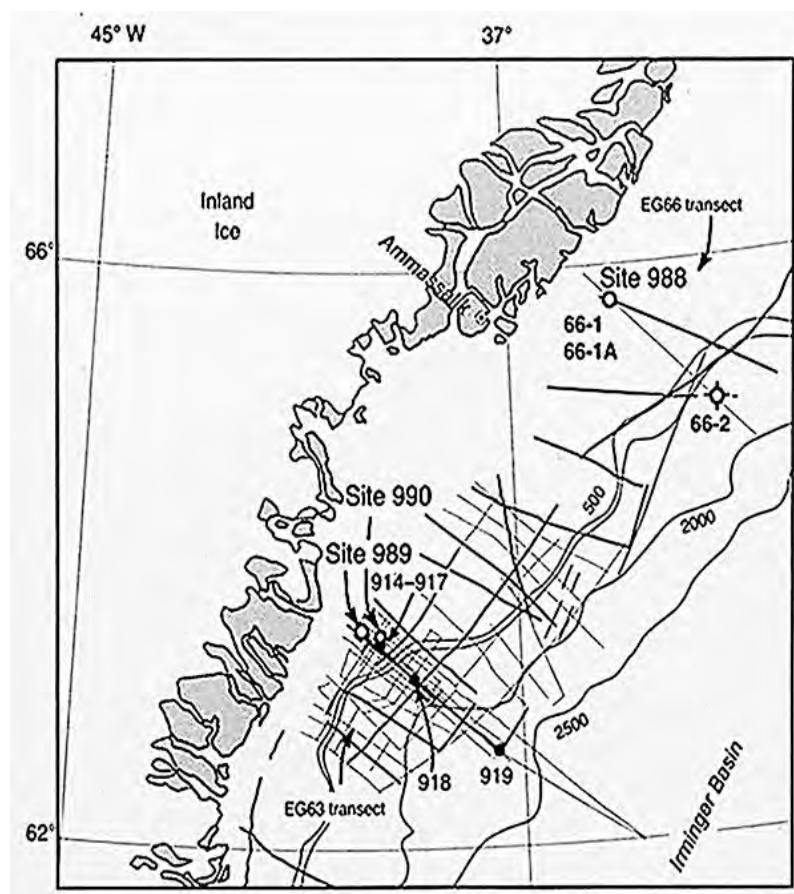 45° W
37°
Inland
Ice
EG66 transect
66°
Ammassalik
Site 988
66-1
66-1A
66-2
500
2000
Site 990
Site 989
914–917
2500
918
919
EG63 transect
62°
Irminger Basin